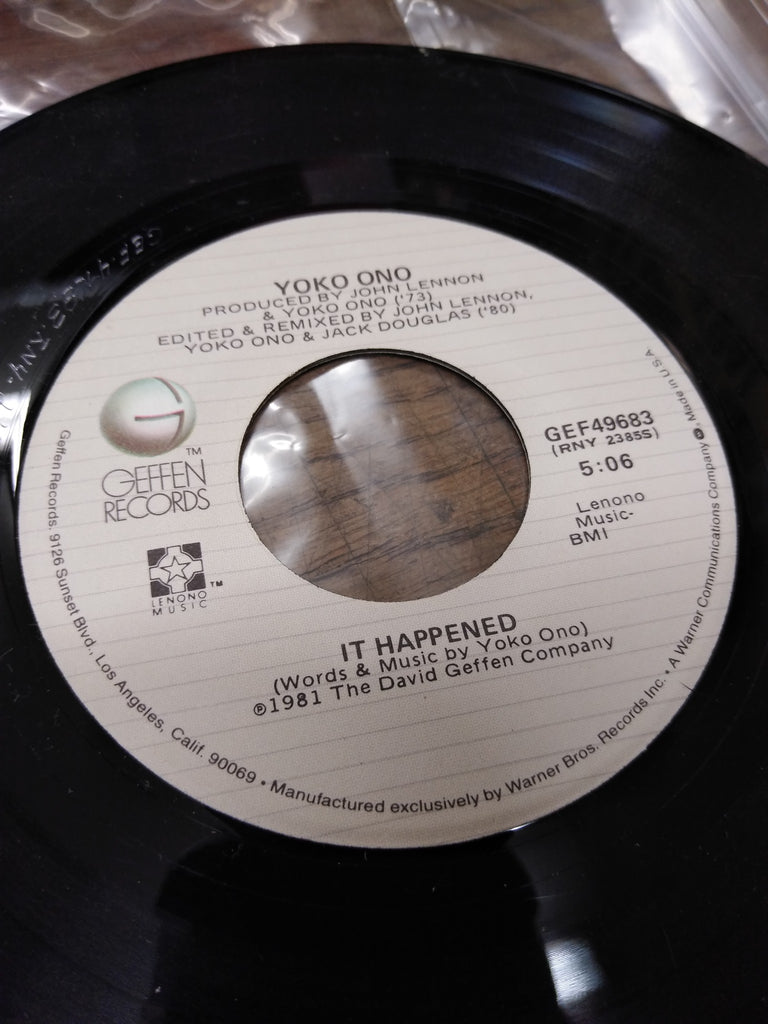 YOKO ONO
PRODUCED BY JOHN LENNON
& YOKO ONO ('73)
EDITED & REMIXED BY JOHN LENNON,
YOKO ONO & JACK DOUGLAS ('80)
G
TM
GEFFEN
RECORDS
TM
LENONO
MUSIC
GEF49683
(RNY 2385S)
5:06
Lenono
Music-
BMI
IT HAPPENED
(Words & Music by Yoko Ono)
℗1981 The David Geffen Company
Geffen Records, 9126 Sunset Blvd., Los Angeles, Calif. 90069 • Manufactured exclusively by Warner Bros. Records Inc. • A Warner Communications Company. Made in U.S.A